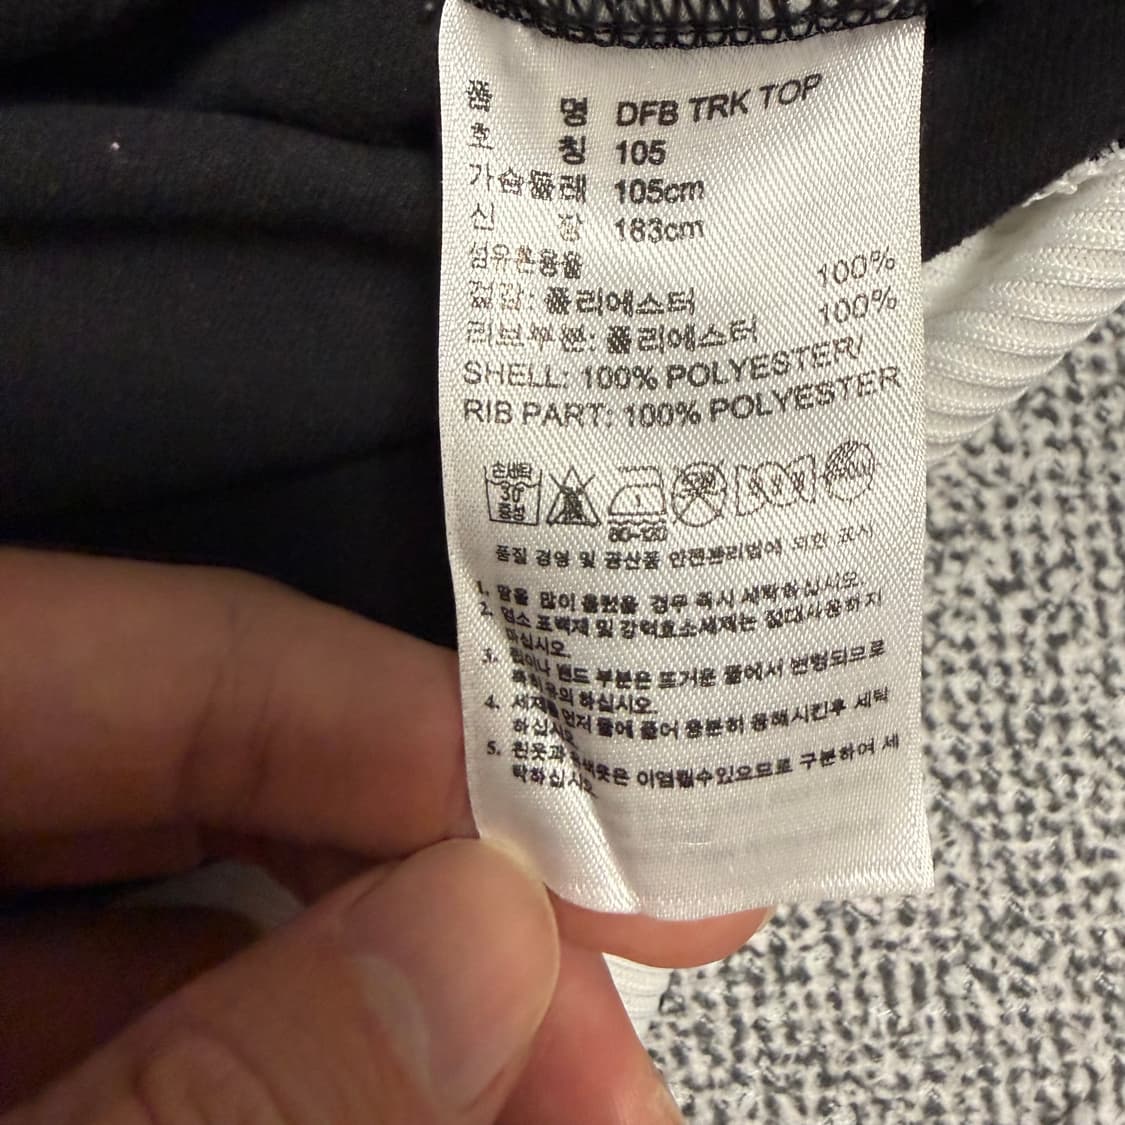 품 명 DFB TRK TOP
호 칭 105
가슴둘레 105cm
신 장 183cm
섬유혼용율
겉감: 폴리에스터 100%
리브부분: 폴리에스터 100%
SHELL: 100% POLYESTER/
RIB PART: 100% POLYESTER
손세탁
30°
중성
80~120
품질 경영 및 공산품 안전관리법에 의한 표시
1. 땀을 많이 흘렸을 경우 즉시 세탁하십시오.
2. 염소 표백제 및 강력효소세제는 절대사용하지
마십시오.
3. 립이나 밴드 부분은 뜨거운 물에서 변형되므로
특히 주의 하십시오.
4. 세제를 먼저 물에 풀어 충분히 용해시킨후 세탁
하십시오.
5. 흰옷과 색옷은 이염될수있으므로 구분하여 세
탁하십시오.